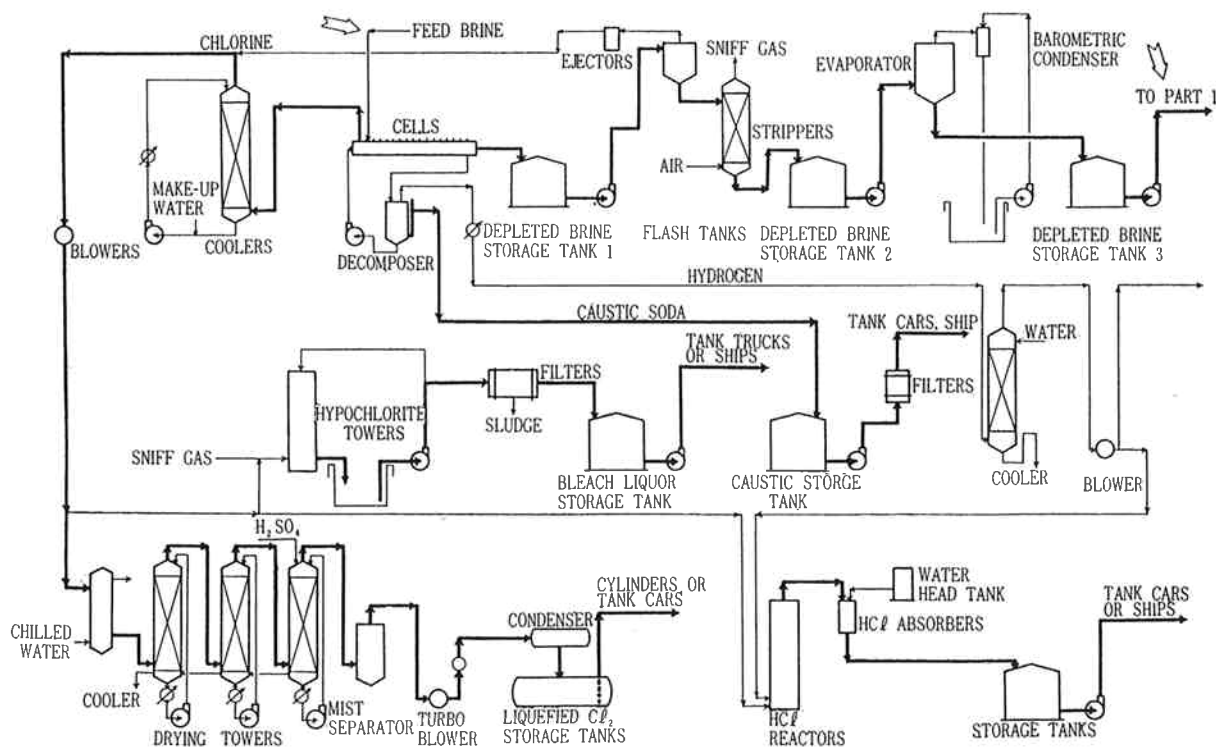 FEED BRINE
CHLORINE
EJECTORS
SNIFF GAS
EVAPORATOR
BAROMETRIC
CONDENSER
TO PART 1
CELLS
STRIPPERS
AIR
MAKE-UP
WATER
BLOWERS
COOLERS
DECOMPOSER
DEPLETED BRINE
STORAGE TANK 1
FLASH TANKS
DEPLETED BRINE
STORAGE TANK 2
DEPLETED BRINE
STORAGE TANK 3
HYDROGEN
CAUSTIC SODA
TANK CARS, SHIP
WATER
TANK TRUCKS
OR SHIPS
FILTERS
FILTERS
HYPOCHLORITE
TOWERS
SLUDGE
SNIFF GAS
BLEACH LIQUOR
STORAGE TANK
CAUSTIC STORGE
TANK
COOLER
BLOWER
H₂SO₄
CYLINDERS OR
TANK CARS
WATER
HEAD TANK
TANK CARS
OR SHIPS
CONDENSER
HCℓ ABSORBERS
CHILLED
WATER
COOLER
MIST
SEPARATOR
TURBO
BLOWER
LIQUEFIED Cℓ₂
STORAGE TANKS
HCℓ
REACTORS
STORAGE TANKS
DRYING TOWERS